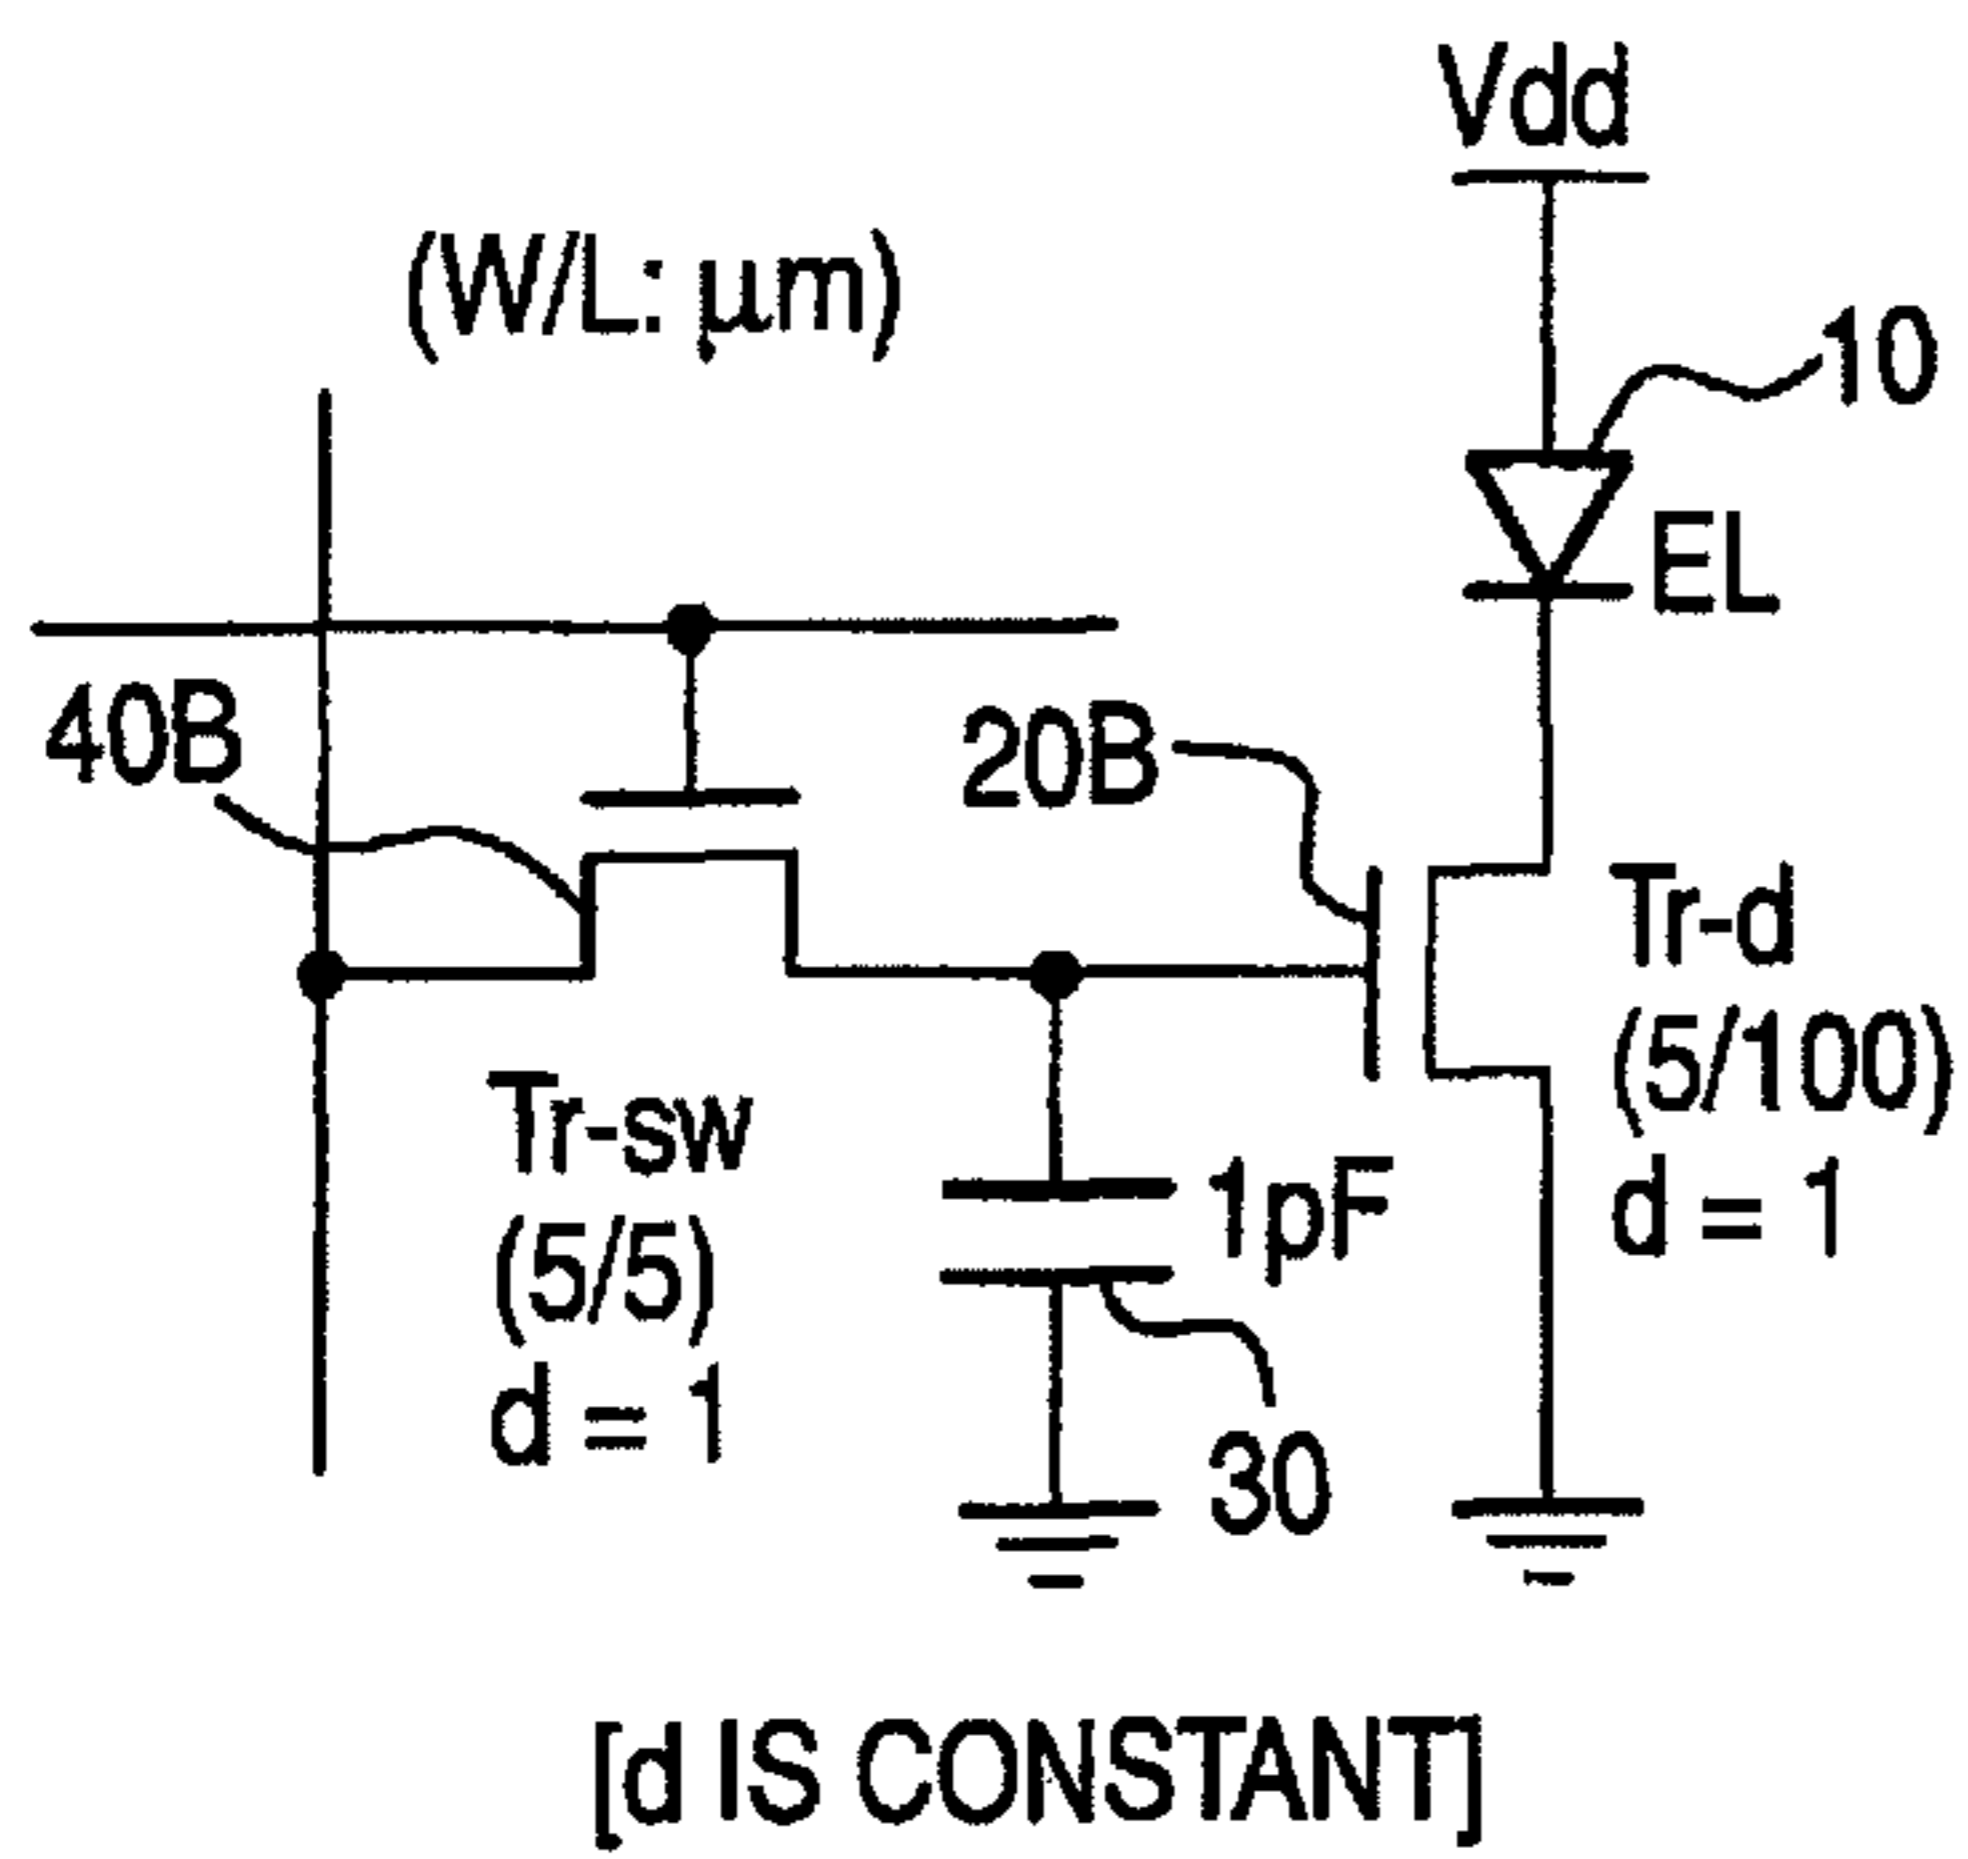 Vdd
(W/L: µm)
10
EL
40B
20B
Tr-d
(5/100)
d = 1
Tr-sw
(5/5)
d = 1
1pF
30
[d IS CONSTANT]